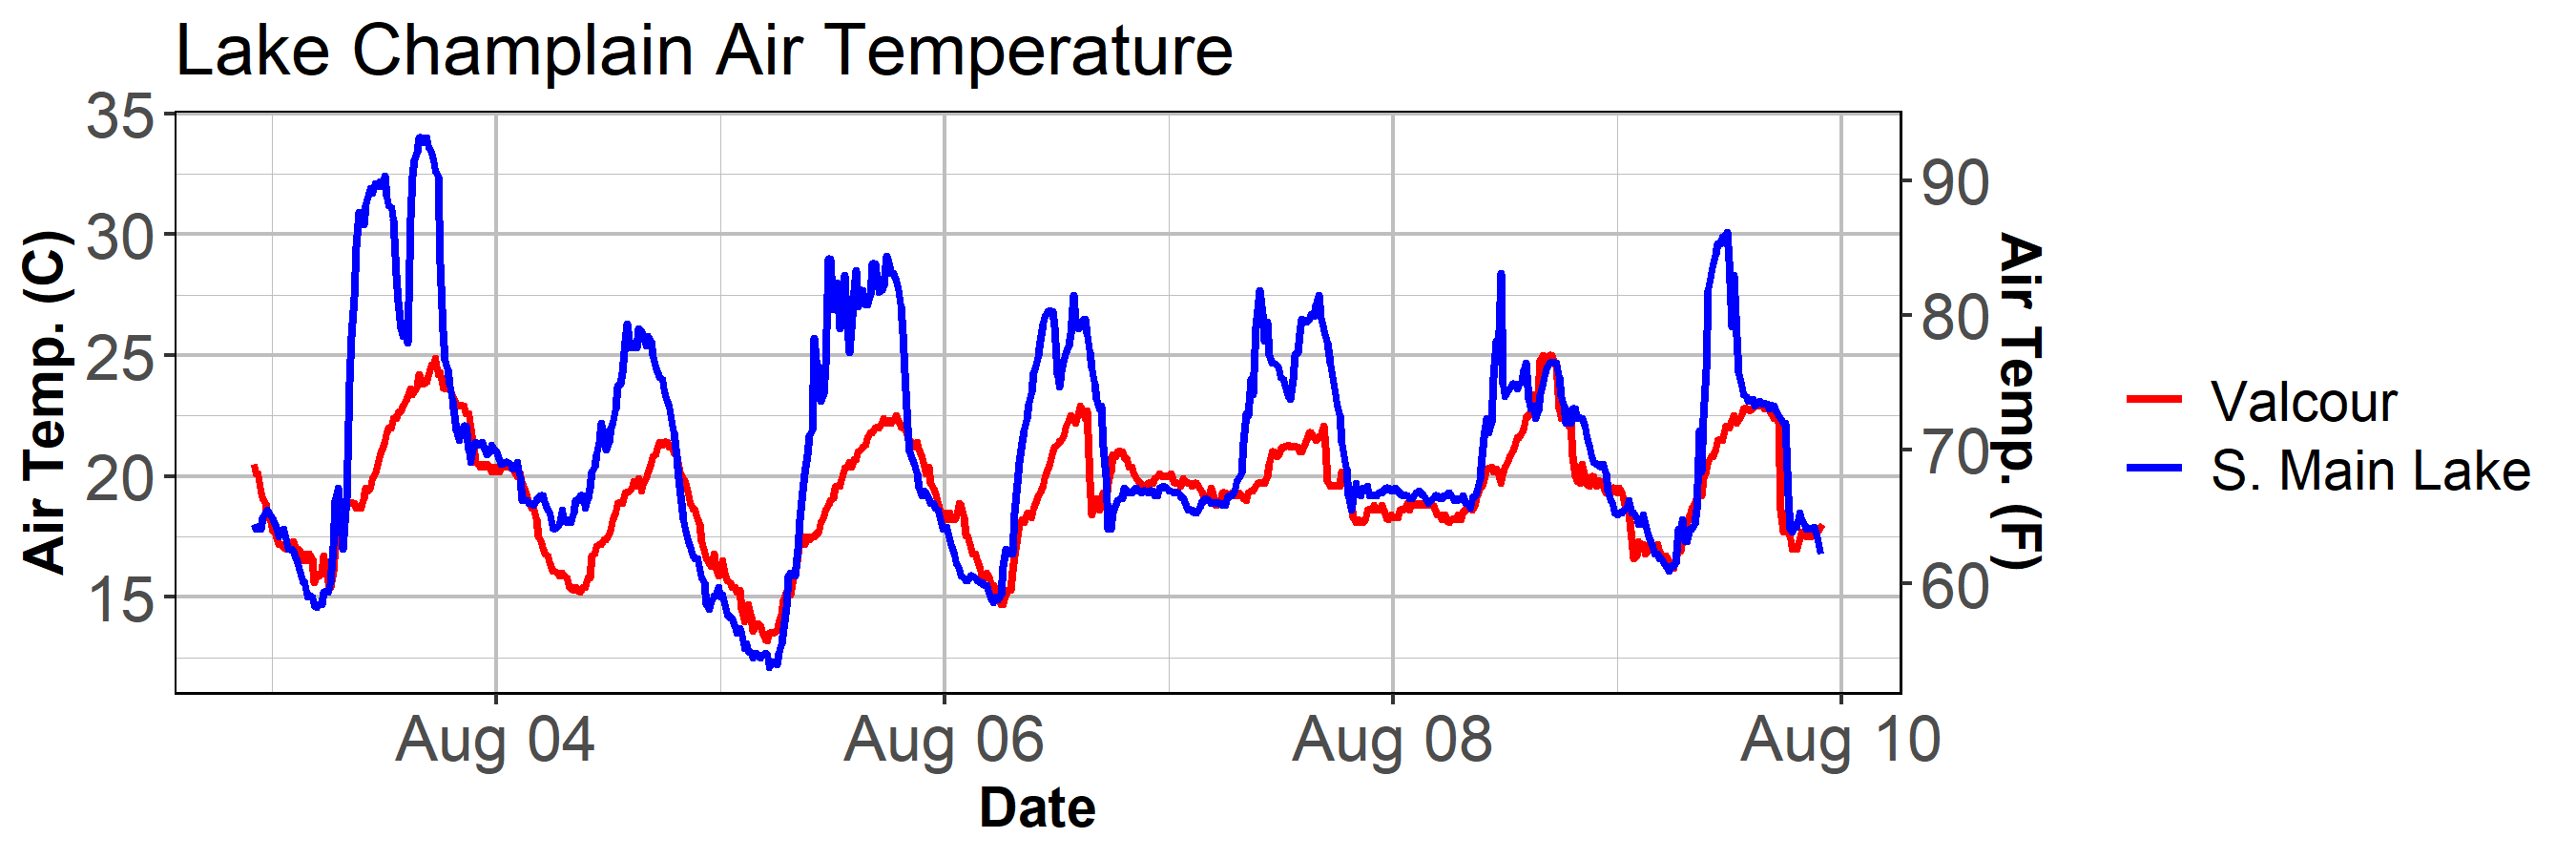 Lake Champlain Air Temperature
35
30
25
20
15
Air Temp. (C)
90
80
70
60
Air Temp. (F)
Valcour
S. Main Lake
Aug 04
Aug 06
Aug 08
Aug 10
Date